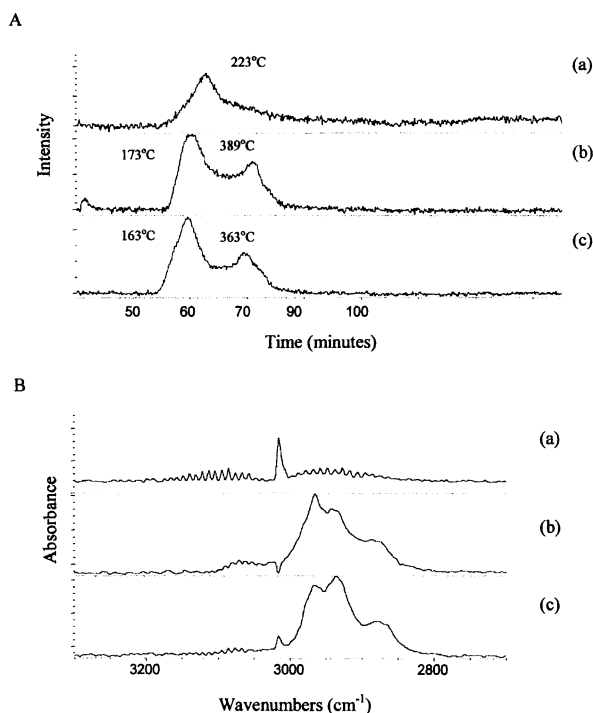 A
223°C
(a)
Intensity
173°C 389°C
(b)
163°C 363°C
(c)
50 60 70 80 90 100
Time (minutes)
B
(a)
Absorbance
(b)
(c)
3200 3000 2800
Wavenumbers (cm⁻¹)